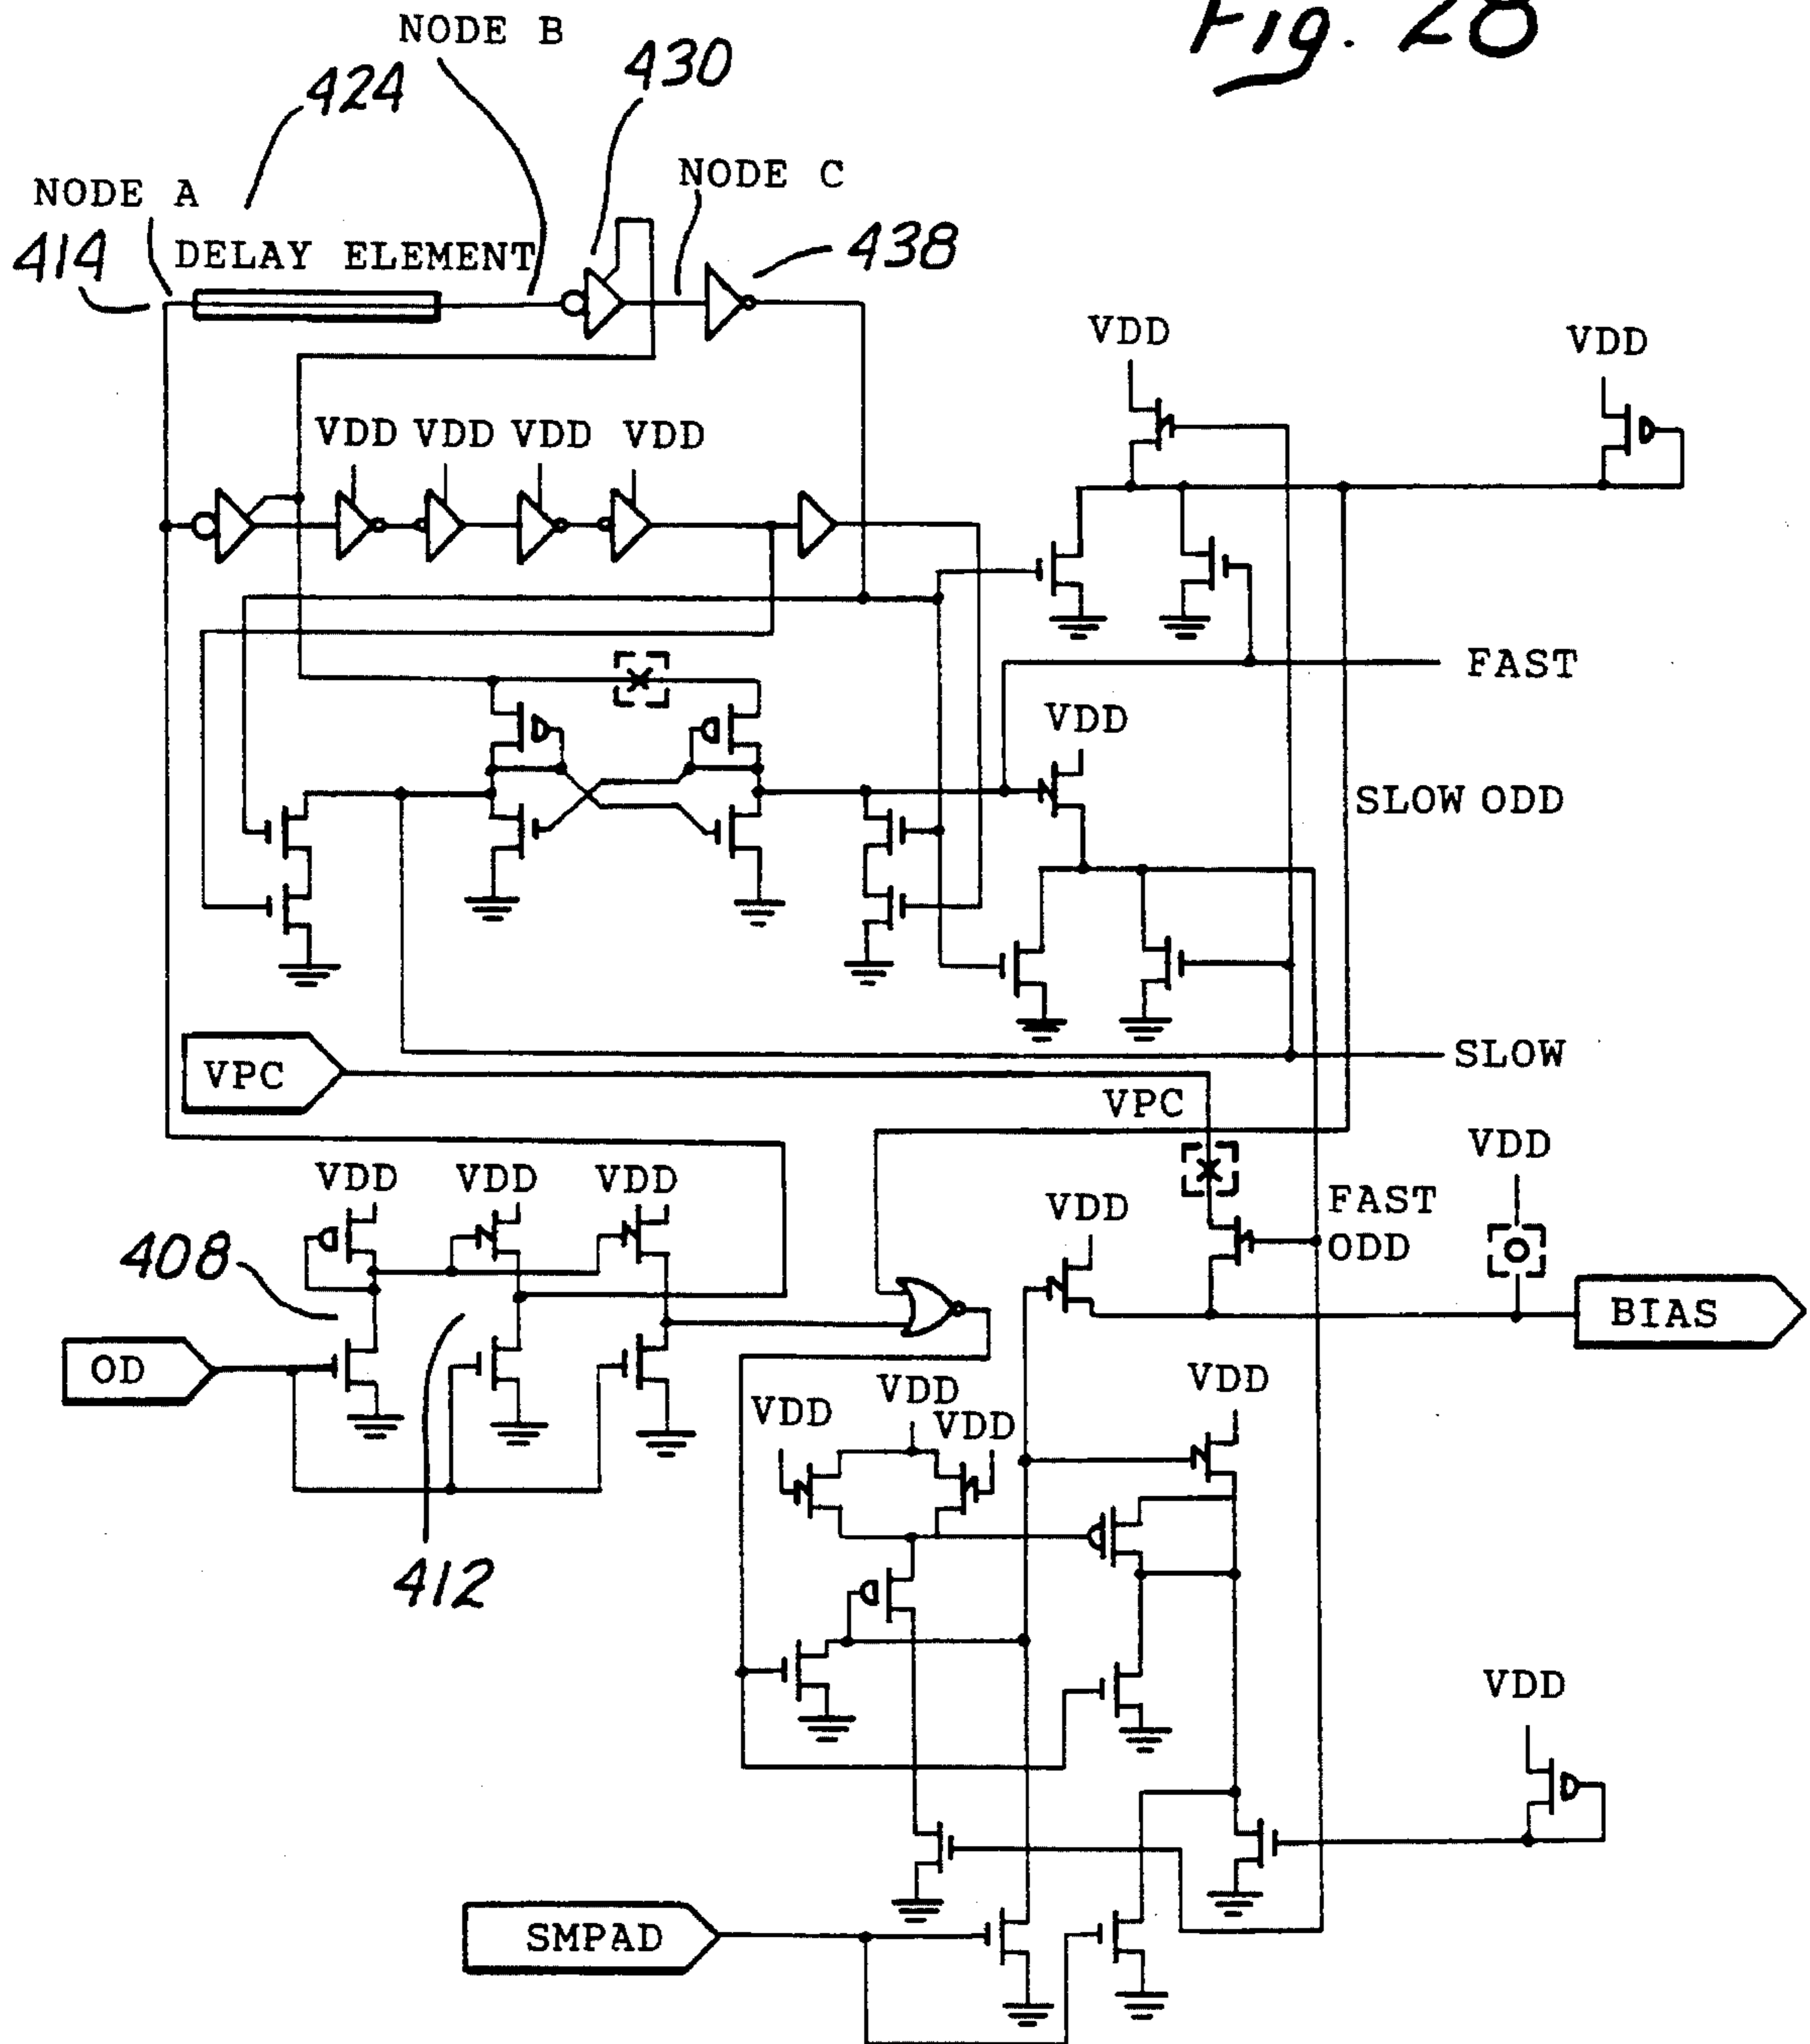 Fig. 28
NODE B
430
424
NODE A
NODE C
414
DELAY ELEMENT
438
VDD
VDD
VDD VDD VDD VDD
FAST
VDD
SLOW ODD
SLOW
VPC
VPC
VDD
VDD VDD VDD
VDD
FAST
ODD
408
BIAS
OD
VDD
VDD
VDD
VDD
412
VDD
SMPAD